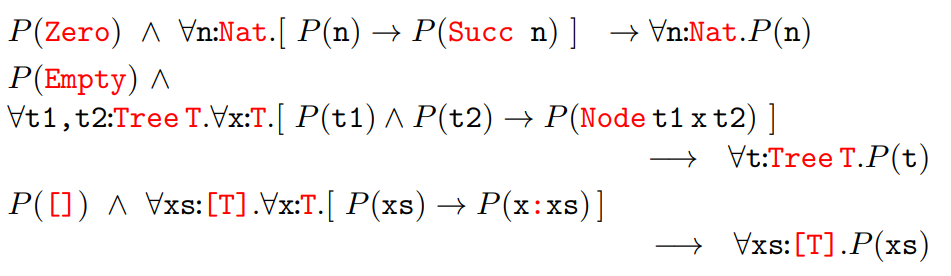 P(Zero) ∧ ∀n:Nat.[ P(n) → P(Succ n) ] → ∀n:Nat.P(n)
P(Empty) ∧
∀t1,t2:Tree T.∀x:T.[ P(t1) ∧ P(t2) → P(Node t1 x t2) ]
⟶ ∀t:Tree T.P(t)
P([]) ∧ ∀xs:[T].∀x:T.[ P(xs) → P(x:xs) ]
⟶ ∀xs:[T].P(xs)